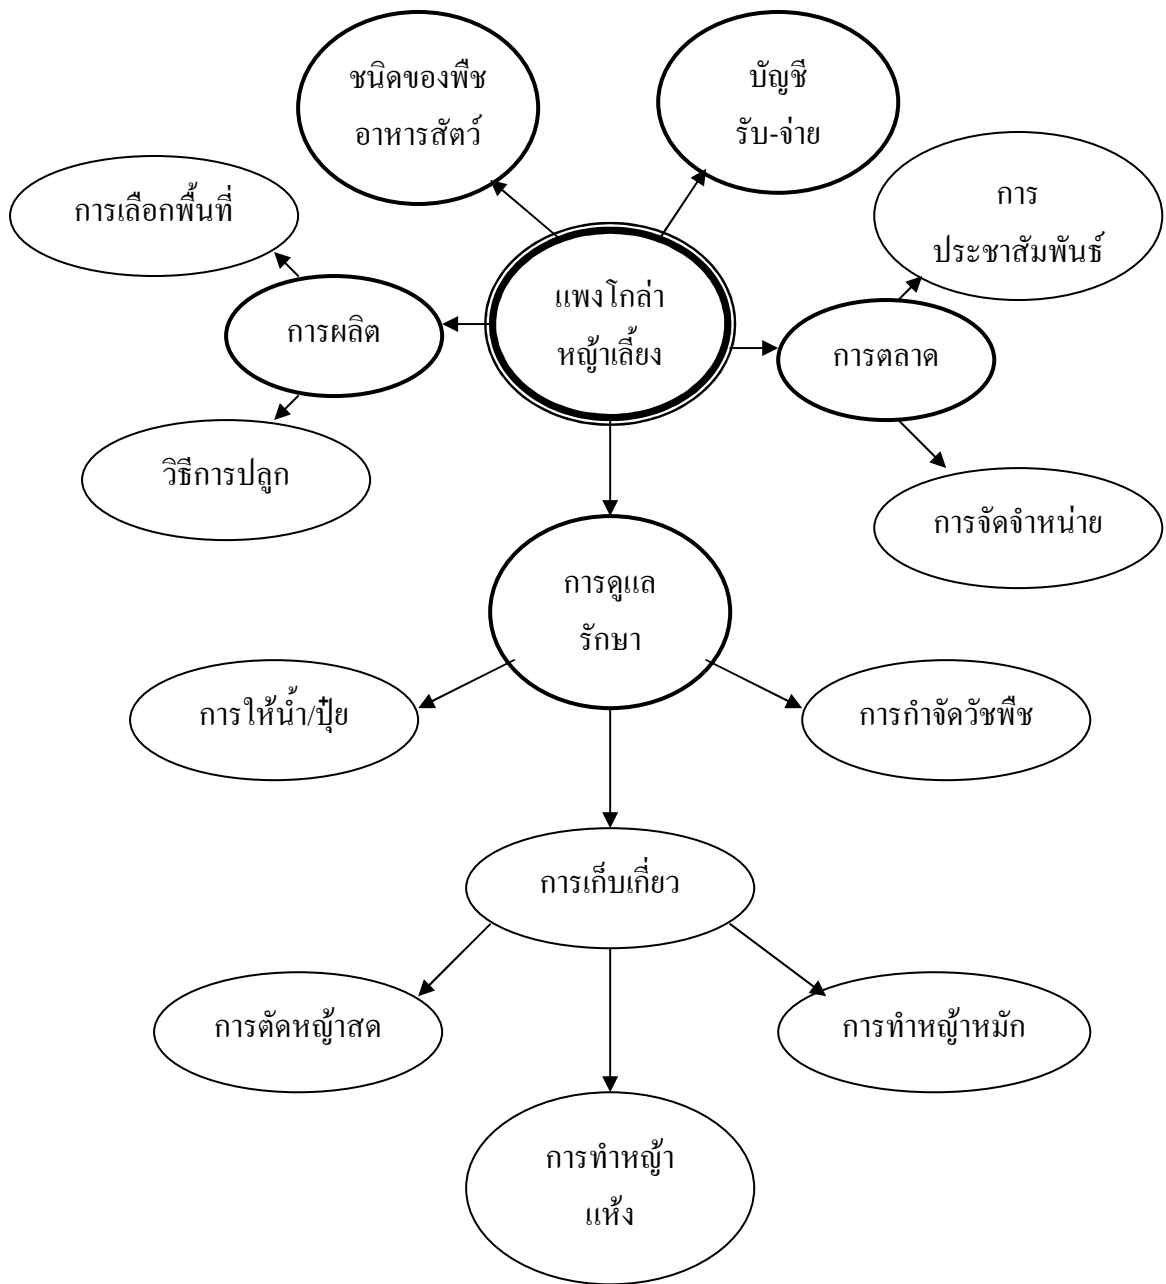 ชนิดของพืช
อาหารสัตว์
บัญชี
รับ-จ่าย
การเลือกพื้นที่
การ
ประชาสัมพันธ์
แพงโกล่า
หญ้าเลี้ยง
การผลิต
การตลาด
วิธีการปลูก
การจัดจำหน่าย
การดูแล
รักษา
การให้น้ำ/ปุ๋ย
การกำจัดวัชพืช
การเก็บเกี่ยว
การตัดหญ้าสด
การทำหญ้าหมัก
การทำหญ้า
แห้ง